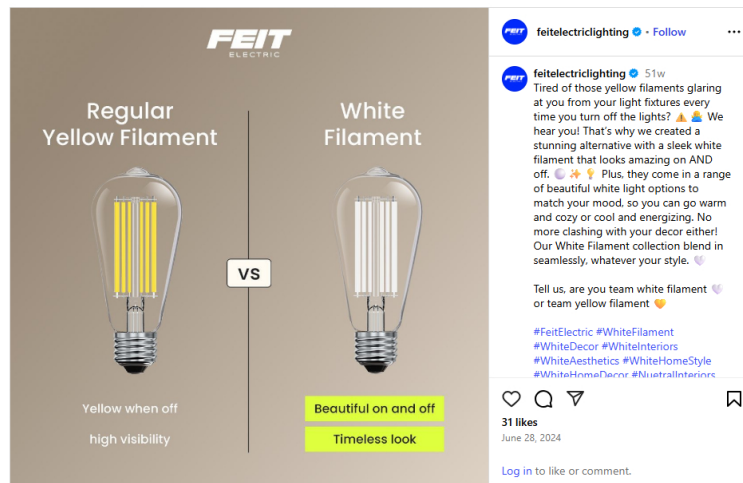 FEIT
ELECTRIC
Regular
Yellow Filament
White
Filament
VS
Yellow when off
high visibility
Beautiful on and off
Timeless look
feitelectriclighting • Follow
feitelectriclighting 51w
Tired of those yellow filaments glaring
at you from your light fixtures every
time you turn off the lights? ⚠️ 🤷 We
hear you! That's why we created a
stunning alternative with a sleek white
filament that looks amazing on AND
off. 🌕 ✨ 💡 Plus, they come in a range
of beautiful white light options to
match your mood, so you can go warm
and cozy or cool and energizing. No
more clashing with your decor either!
Our White Filament collection blend in
seamlessly, whatever your style. 🤍
Tell us, are you team white filament 🤍
or team yellow filament 🧡
#FeitElectric #WhiteFilament
#WhiteDecor #WhiteInteriors
#WhiteAesthetics #WhiteHomeStyle
#WhiteHomeDecor #NuetralInteriors
31 likes
June 28, 2024
Log in to like or comment.